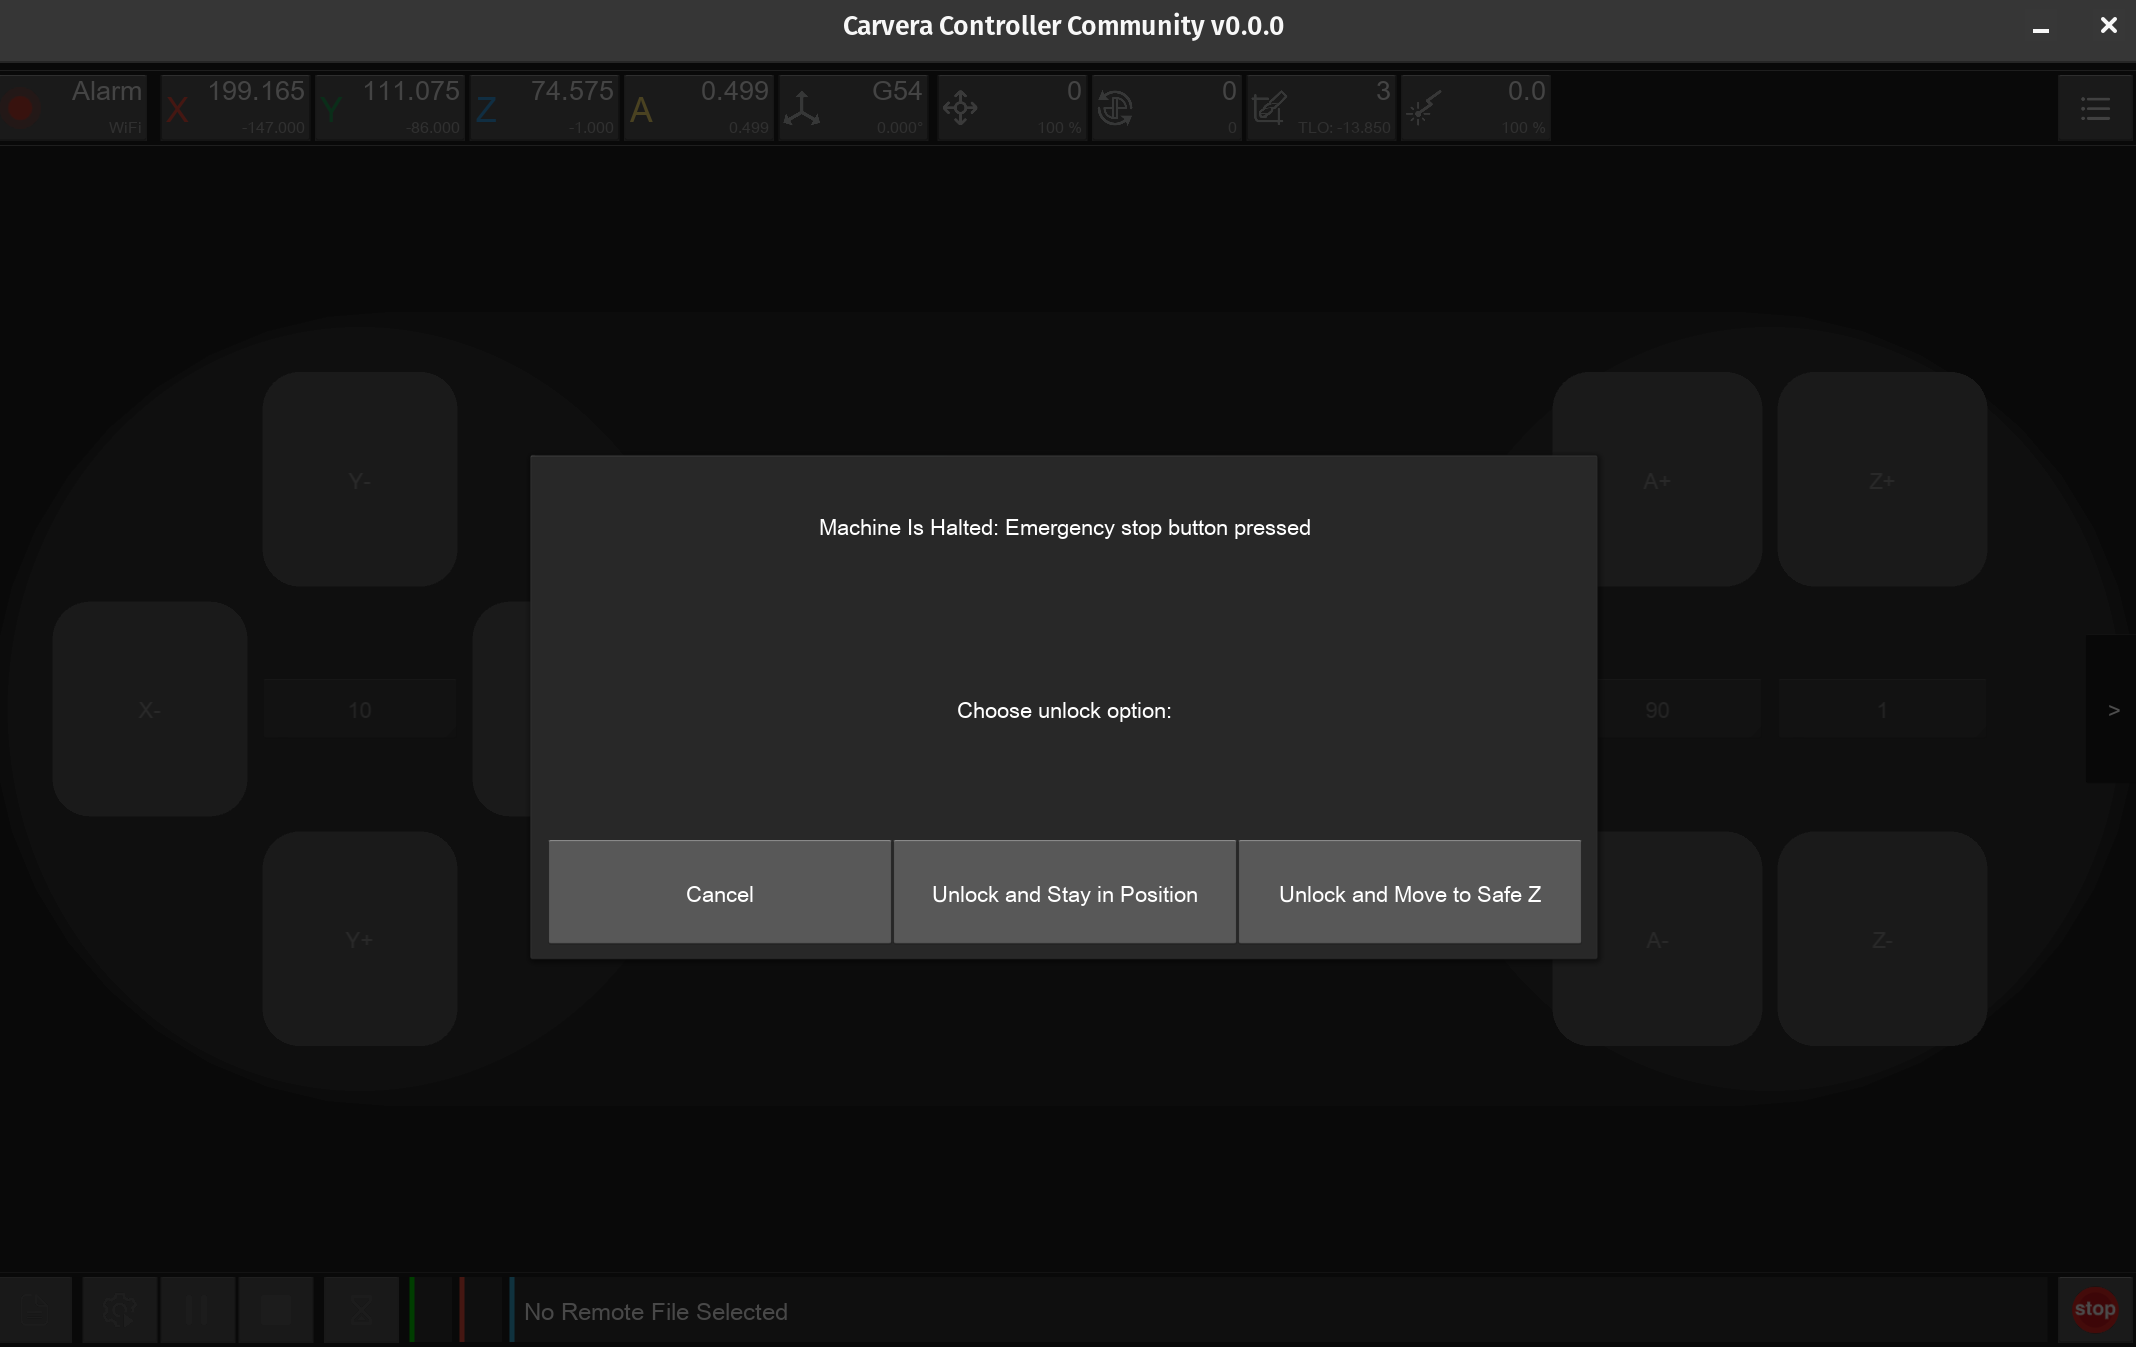 Carvera Controller Community v0.0.0
Alarm
WiFi
X 199.165
-147.000
Y 111.075
-86.000
Z 74.575
-1.000
A 0.499
0.499
G54
0.000°
0
100 %
0
0
3
TLO: -13.850
0.0
100 %
Y-
A+
Z+
Machine Is Halted: Emergency stop button pressed
X-
10
Choose unlock option:
90
1
>
Cancel
Unlock and Stay in Position
Unlock and Move to Safe Z
Y+
A-
Z-
No Remote File Selected
stop